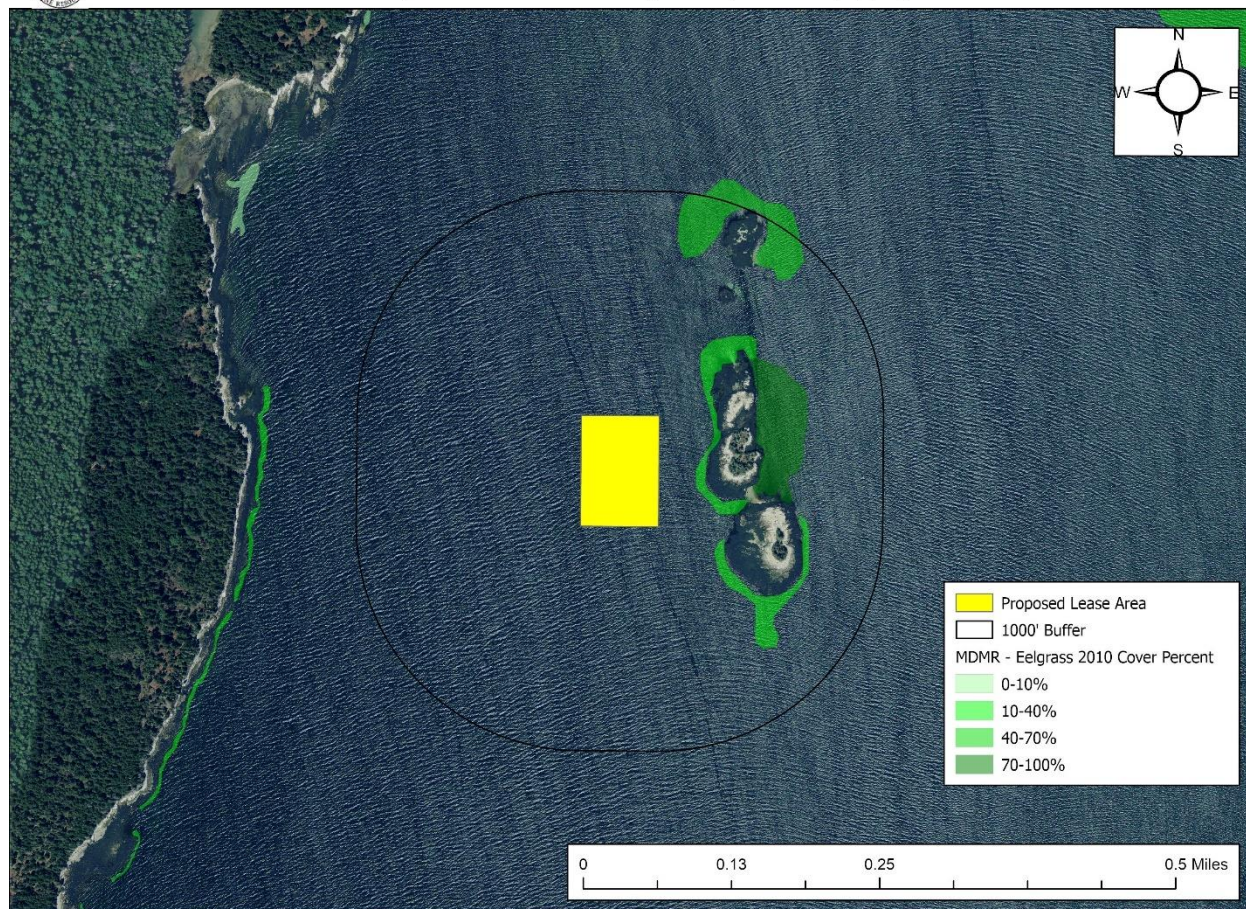 N
W
E
S
Proposed Lease Area
1000' Buffer
MDMR - Eelgrass 2010 Cover Percent
0-10%
10-40%
40-70%
70-100%
0 0.13 0.25 0.5 Miles